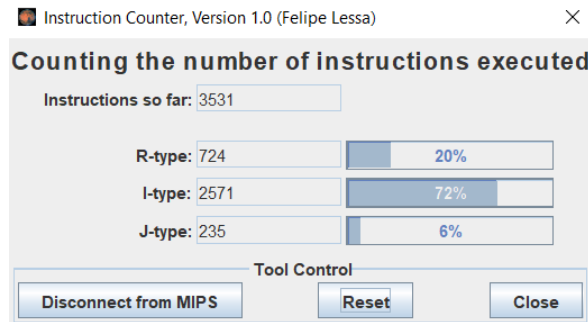 Instruction Counter, Version 1.0 (Felipe Lessa)
Counting the number of instructions executed
Instructions so far: 3531
R-type: 724 20%
I-type: 2571 72%
J-type: 235 6%
Tool Control
Disconnect from MIPS Reset Close